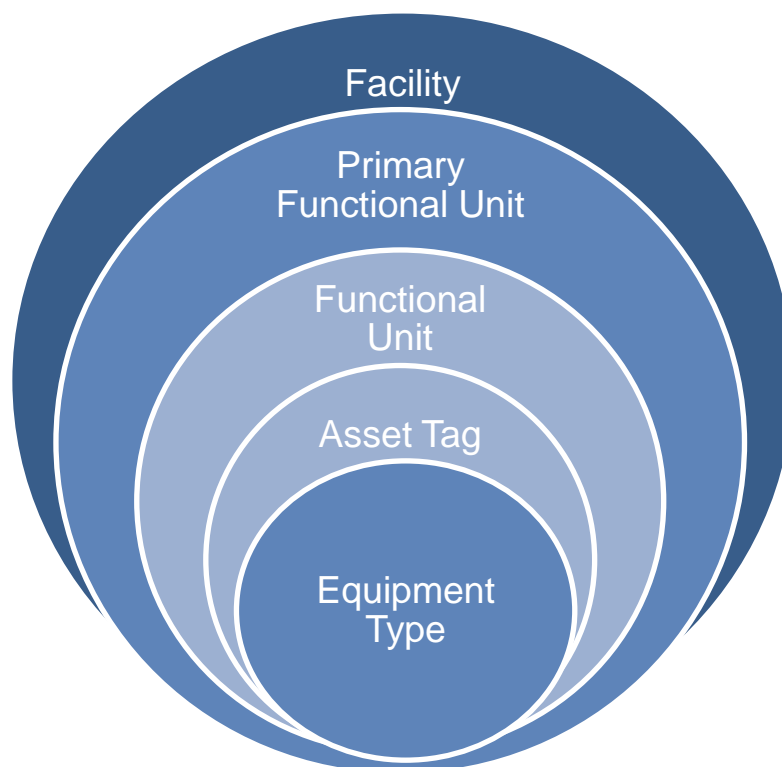 Facility
Primary
Functional Unit
Functional
Unit
Asset Tag
Equipment
Type